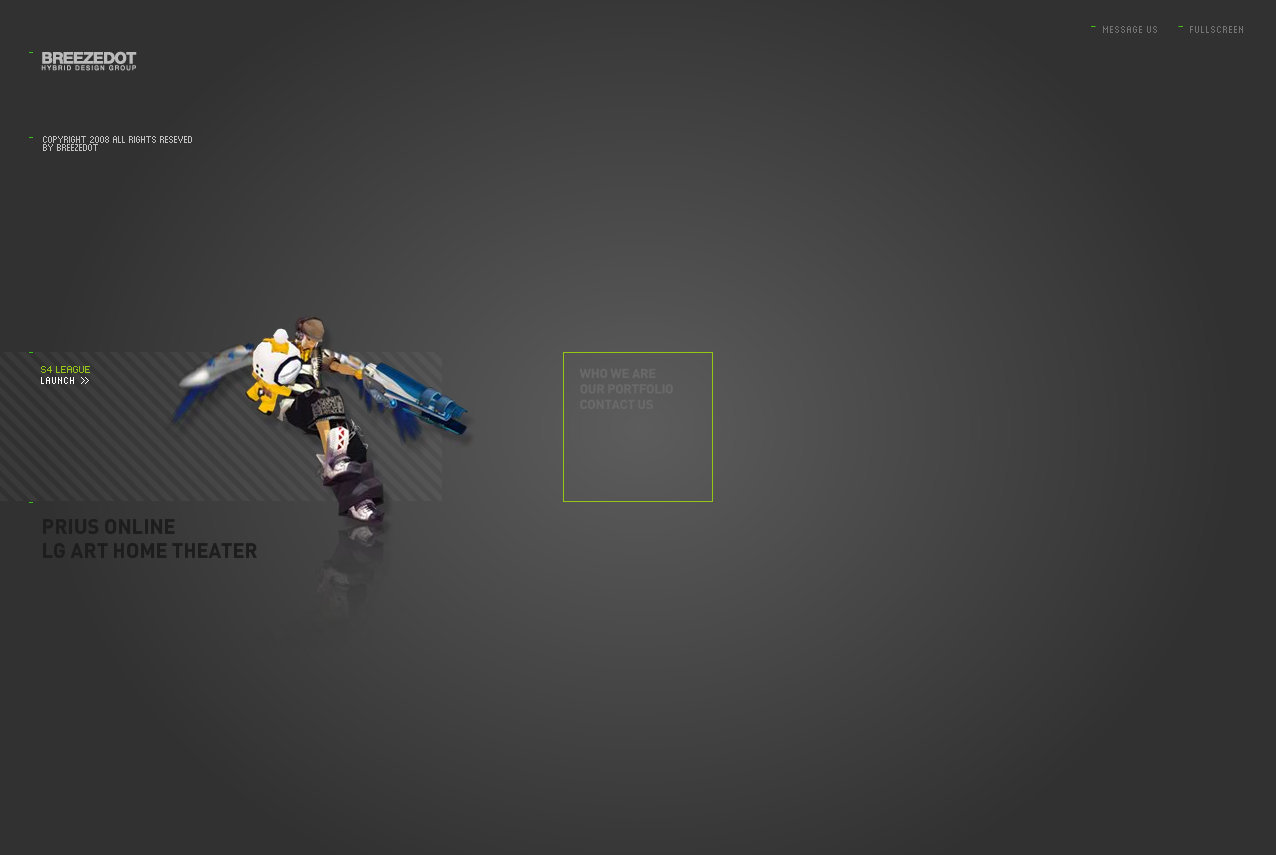 MESSAGE US
FULLSCREEN
BREEZEDOT
HYBRID DESIGN GROUP
COPYRIGHT 2008 ALL RIGHTS RESEVED
BY BREEZEDOT
S4 LEAGUE
LAUNCH >>
WHO WE ARE
OUR PORTFOLIO
CONTACT US
PRIUS ONLINE
LG ART HOME THEATER